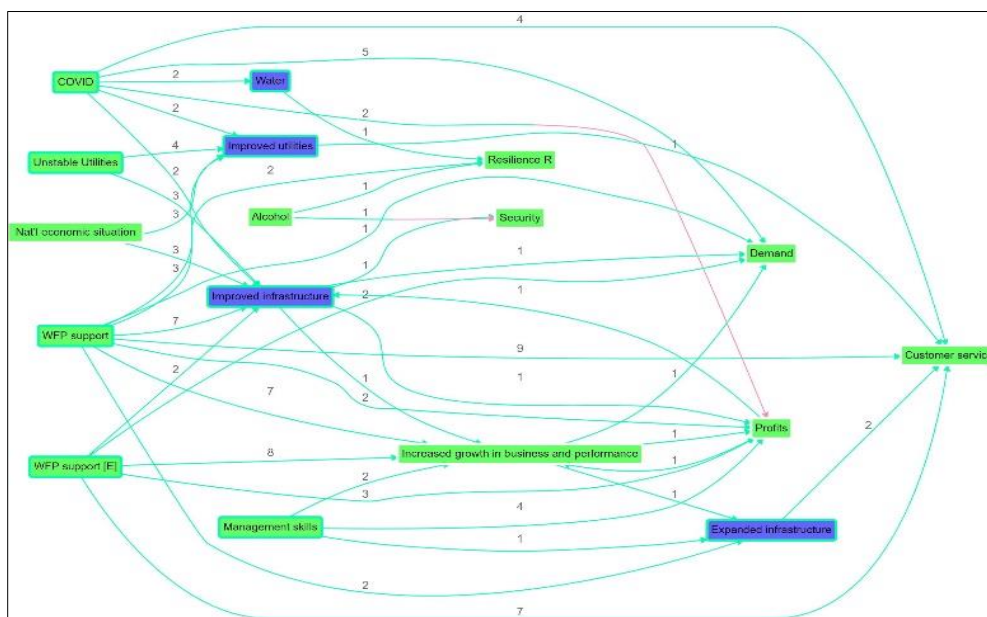 4
5
COVID
2
Water
2
2
1
Improved utilities
1
4
Unstable Utilities
2
2
Resilience R
3
1
Alcohol
1
Security
3
1
Nat'l economic situation
3
1
Demand
3
1
2
1
Improved infrastructure
7
WFP support
9
Customer servic
2
1
1
1
7
2
Profits
1
2
Increased growth in business and performance
8
WFP support [E]
1
2
3
4
1
Management skills
Expanded infrastructure
1
2
7